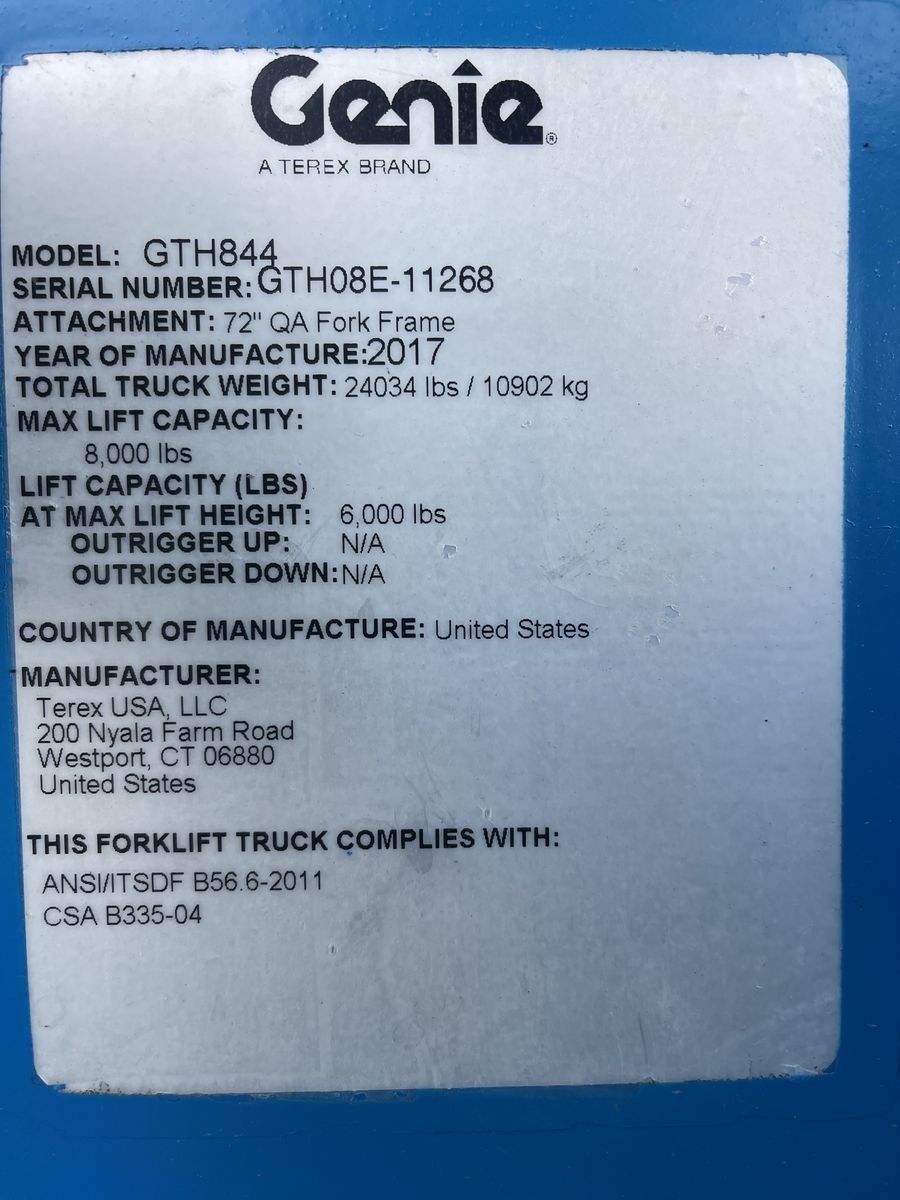 Genie®
A TEREX BRAND
MODEL: GTH844
SERIAL NUMBER: GTH08E-11268
ATTACHMENT: 72" QA Fork Frame
YEAR OF MANUFACTURE: 2017
TOTAL TRUCK WEIGHT: 24034 lbs / 10902 kg
MAX LIFT CAPACITY:
8,000 lbs
LIFT CAPACITY (LBS)
AT MAX LIFT HEIGHT: 6,000 lbs
OUTRIGGER UP: N/A
OUTRIGGER DOWN: N/A
COUNTRY OF MANUFACTURE: United States
MANUFACTURER:
Terex USA, LLC
200 Nyala Farm Road
Westport, CT 06880
United States
THIS FORKLIFT TRUCK COMPLIES WITH:
ANSI/ITSDF B56.6-2011
CSA B335-04